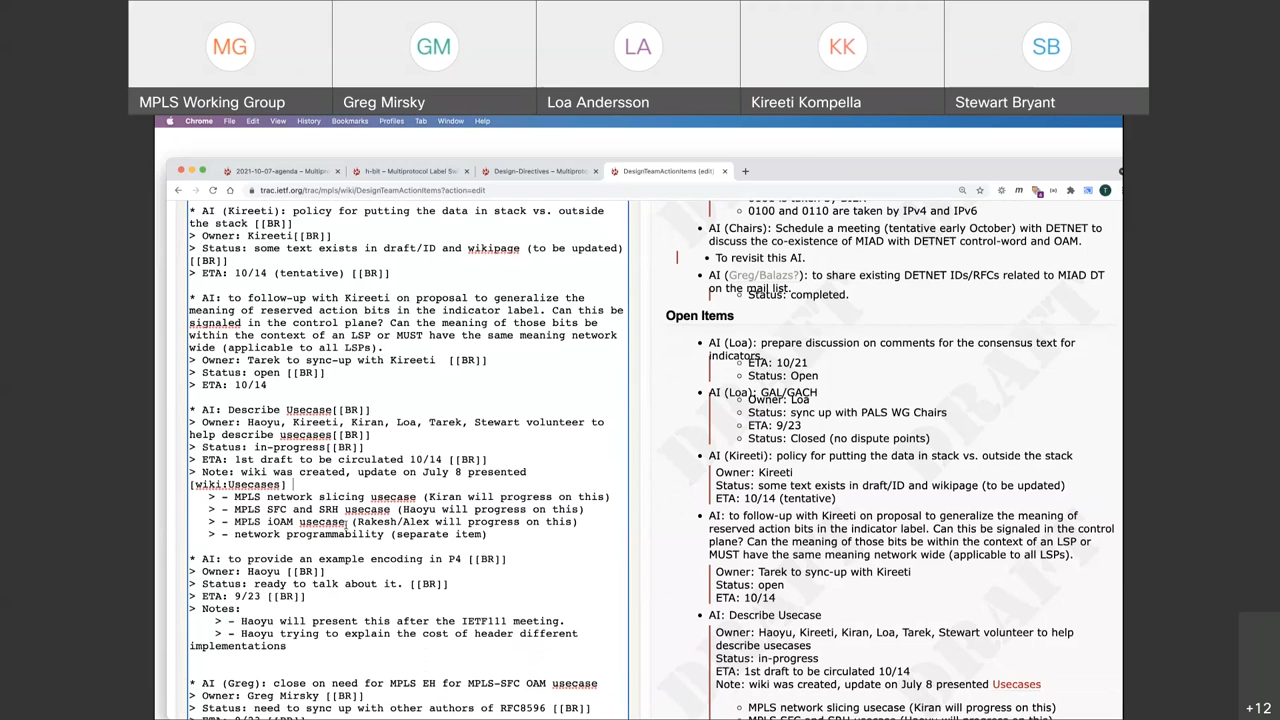 MG
GM
LA
KK
SB
MPLS Working Group
Greg Mirsky
Loa Andersson
Kireeti Kompella
Stewart Bryant
Chrome File Edit View History Bookmarks Profiles Tab Window Help
2021-10-07-agenda – Multipro
h-bit – Multiprotocol Label Sw
Design-Directives – Multiproto
DesignTeamActionItems (edit)
trac.ietf.org/trac/mpls/wiki/DesignTeamActionItems?action=edit
* AI (Kireeti): policy for putting the data in stack vs. outside
the stack [[BR]]
> Owner: Kireeti[[BR]]
> Status: some text exists in draft/ID and wikipage (to be updated)
[[BR]]
> ETA: 10/14 (tentative) [[BR]]
* AI: to follow-up with Kireeti on proposal to generalize the
meaning of reserved action bits in the indicator label. Can this be
signaled in the control plane? Can the meaning of those bits be
within the context of an LSP or MUST have the same meaning network
wide (applicable to all LSPs).
> Owner: Tarek to sync-up with Kireeti  [[BR]]
> Status: open [[BR]]
> ETA: 10/14
* AI: Describe Usecase[[BR]]
> Owner: Haoyu, Kireeti, Kiran, Loa, Tarek, Stewart volunteer to
help describe usecases[[BR]]
> Status: in-progress[[BR]]
> ETA: 1st draft to be circulated 10/14 [[BR]]
> Note: wiki was created, update on July 8 presented
[wiki:Usecases]
> - MPLS network slicing usecase (Kiran will progress on this)
> - MPLS SFC and SRH usecase (Haoyu will progress on this)
> - MPLS iOAM usecase (Rakesh/Alex will progress on this)
> - network programmability (separate item)
* AI: to provide an example encoding in P4 [[BR]]
> Owner: Haoyu [[BR]]
> Status: ready to talk about it. [[BR]]
> ETA: 9/23 [[BR]]
> Notes:
> - Haoyu will present this after the IETF111 meeting.
> - Haoyu trying to explain the cost of header different
implementations
* AI (Greg): close on need for MPLS EH for MPLS-SFC OAM usecase
> Owner: Greg Mirsky [[BR]]
> Status: need to sync up with other authors of RFC8596 [[BR]]
> ETA: 9/23 [[BR]]
0100 and 0110 are taken by IPv4 and IPv6
AI (Chairs): Schedule a meeting (tentative early October) with DETNET to
discuss the co-existence of MIAD with DETNET control-word and OAM.
To revisit this AI.
AI (Greg/Balazs?): to share existing DETNET IDs/RFCs related to MIAD DT
on the mail list.
Status: completed.
Open Items
AI (Loa): prepare discussion on comments for the consensus text for
indicators.
ETA: 10/21
Status: Open
AI (Loa): GAL/GACH
Owner: Loa
Status: sync up with PALS WG Chairs
ETA: 9/23
Status: Closed (no dispute points)
AI (Kireeti): policy for putting the data in stack vs. outside the stack
Owner: Kireeti
Status: some text exists in draft/ID and wikipage (to be updated)
ETA: 10/14 (tentative)
AI: to follow-up with Kireeti on proposal to generalize the meaning of
reserved action bits in the indicator label. Can this be signaled in the control
plane? Can the meaning of those bits be within the context of an LSP or
MUST have the same meaning network wide (applicable to all LSPs).
Owner: Tarek to sync-up with Kireeti
Status: open
ETA: 10/14
AI: Describe Usecase
Owner: Haoyu, Kireeti, Kiran, Loa, Tarek, Stewart volunteer to help
describe usecases
Status: in-progress
ETA: 1st draft to be circulated 10/14
Note: wiki was created, update on July 8 presented Usecases
MPLS network slicing usecase (Kiran will progress on this)
+12